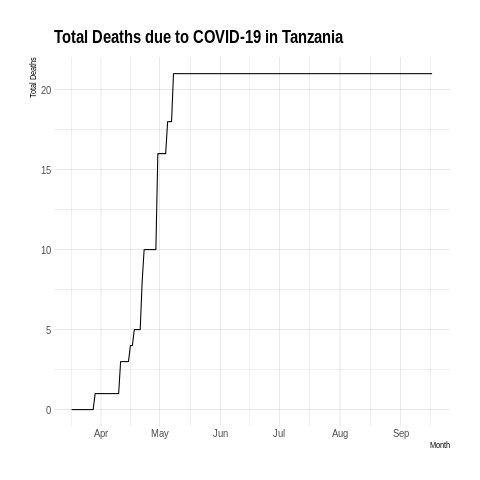 Total Deaths due to COVID-19 in Tanzania
Total Deaths
20
15
10
5
0
Apr May Jun Jul Aug Sep
Month